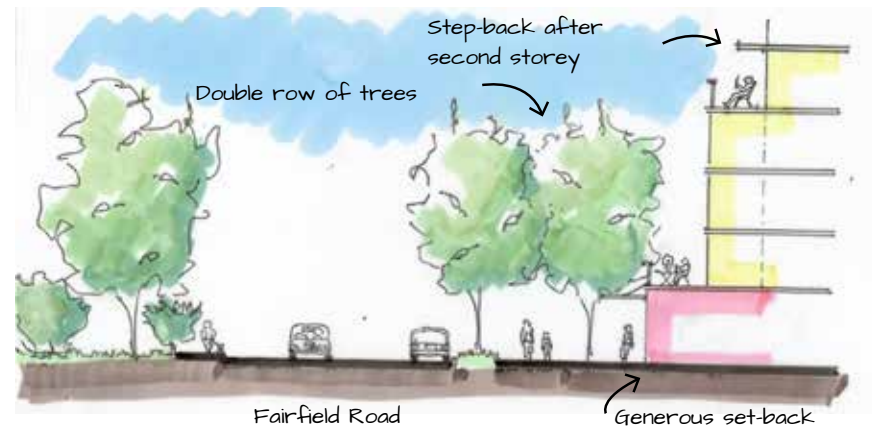 Step-back after
second storey
Double row of trees
Fairfield Road
Generous set-back